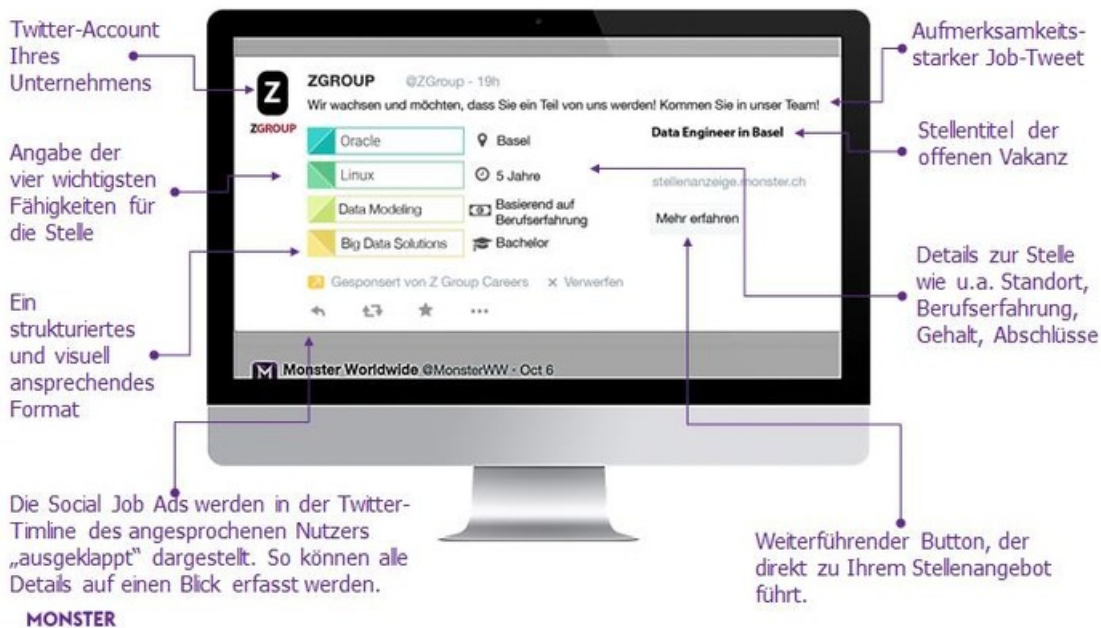 Twitter-Account
Ihres
Unternehmens
Angabe der
vier wichtigsten
Fähigkeiten für
die Stelle
Ein
strukturiertes
und visuell
ansprechendes
Format
Z
ZGROUP
ZGROUP @ZGroup - 19h
Wir wachsen und möchten, dass Sie ein Teil von uns werden! Kommen Sie in unser Team!
Oracle
Linux
Data Modeling
Big Data Solutions
Basel
5 Jahre
Basierend auf
Berufserfahrung
Bachelor
Data Engineer in Basel
stellenanzeige.monster.ch
Mehr erfahren
Gesponsert von Z Group Careers × Verwerfen
M
Monster Worldwide @MonsterWW · Oct 6
Aufmerksamkeits-
starker Job-Tweet
Stellentitel der
offenen Vakanz
Details zur Stelle
wie u.a. Standort,
Berufserfahrung,
Gehalt, Abschlüsse
Die Social Job Ads werden in der Twitter-
Timline des angesprochenen Nutzers
„ausgeklappt“ dargestellt. So können alle
Details auf einen Blick erfasst werden.
Weiterführender Button, der
direkt zu Ihrem Stellenangebot
führt.
MONSTER